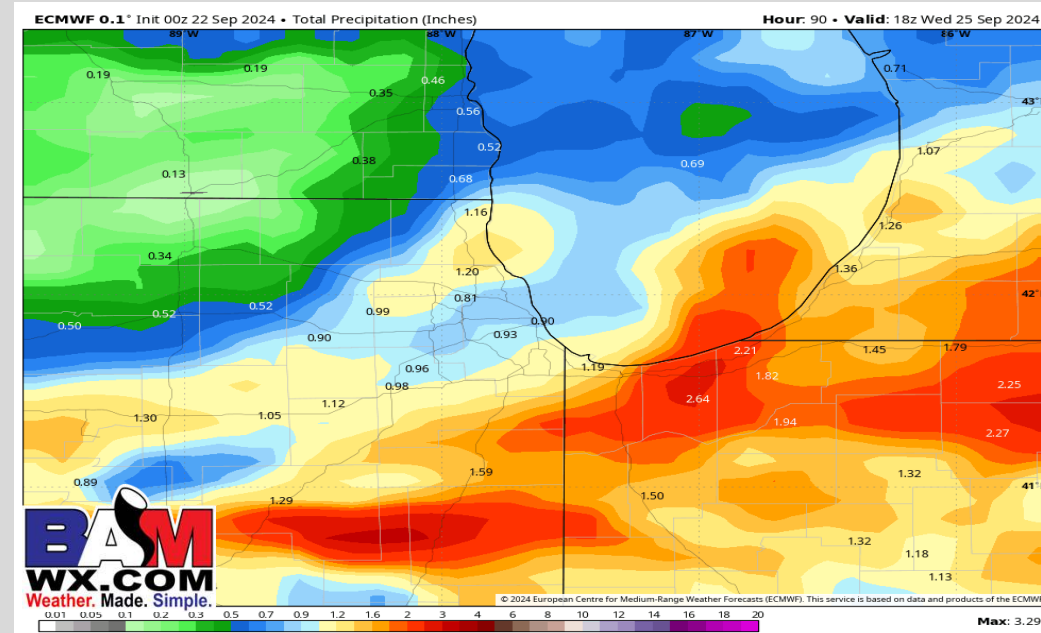 ECMWF 0.1° Init 00z 22 Sep 2024 • Total Precipitation (Inches) Hour: 90 • Valid: 18z Wed 25 Sep 2024
89°W 88°W 87°W 86°W
0.19 0.19 0.46 0.71
0.35 43°
0.56
0.52 1.07
0.38 0.69
0.13 0.68
1.16 1.26
0.34 1.20 1.36
0.81 42°
0.50 0.52 0.52 0.99 0.90
0.90 0.93
2.21 1.45 1.79
0.96 1.19 1.82
0.98 2.25
1.12 2.64
1.30 1.05 1.94 2.27
1.59 1.32
0.89 1.50 41°
1.29
1.32
1.18
1.13
BAM
WX.COM
Weather. Made. Simple.
© 2024 European Centre for Medium-Range Weather Forecasts (ECMWF). This service is based on data and products of the ECMWF
0.01 0.05 0.1 0.2 0.3 0.5 0.7 0.9 1.2 1.6 2 3 4 6 8 10 12 14 16 18 20
Max: 3.29